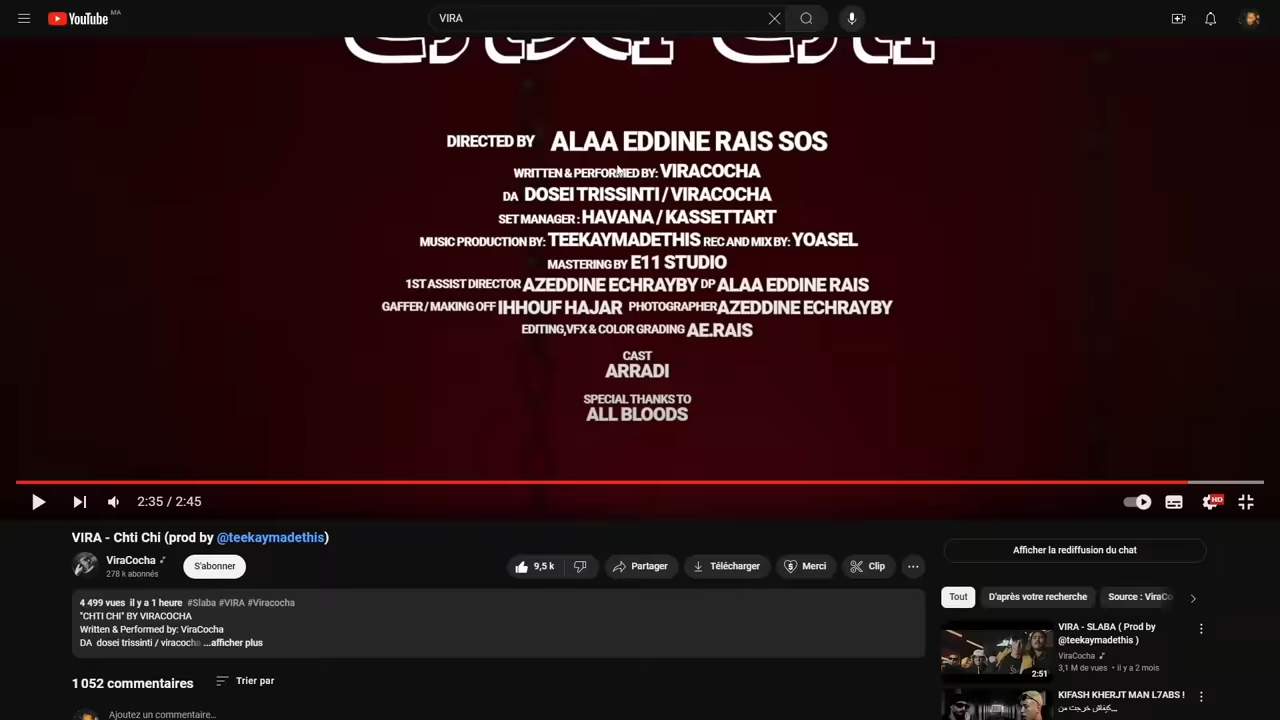 YouTube MA
VIRA
DIRECTED BY ALAA EDDINE RAIS SOS
WRITTEN & PERFORMED BY: VIRACOCHA
DA DOSEI TRISSINTI / VIRACOCHA
SET MANAGER : HAVANA / KASSETTART
MUSIC PRODUCTION BY: TEEKAYMADETHIS REC AND MIX BY: YOASEL
MASTERING BY E11 STUDIO
1ST ASSIST DIRECTOR AZEDDINE ECHRAYBY DP ALAA EDDINE RAIS
GAFFER / MAKING OFF IHHOUF HAJAR PHOTOGRAPHER AZEDDINE ECHRAYBY
EDITING,VFX & COLOR GRADING AE.RAIS
CAST
ARRADI
SPECIAL THANKS TO
ALL BLOODS
2:35 / 2:45
HD
VIRA - Chti Chi (prod by @teekaymadethis)
ViraCocha
278 k abonnés
S'abonner
9,5 k
Partager
Télécharger
Merci
Clip
4 499 vues il y a 1 heure #Slaba #VIRA #Viracocha
"CHTI CHI" BY VIRACOCHA
Written & Performed by: ViraCocha
DA dosei trissinti / viracocha ...afficher plus
1 052 commentaires
Trier par
Ajoutez un commentaire...
Afficher la rediffusion du chat
Tout
D'après votre recherche
Source : ViraCo
VIRA - SLABA ( Prod by
@teekaymadethis )
ViraCocha
3,1 M de vues • il y a 2 mois
2:51
KIFASH KHERJT MAN L7ABS !
كيفاش خرجت من...